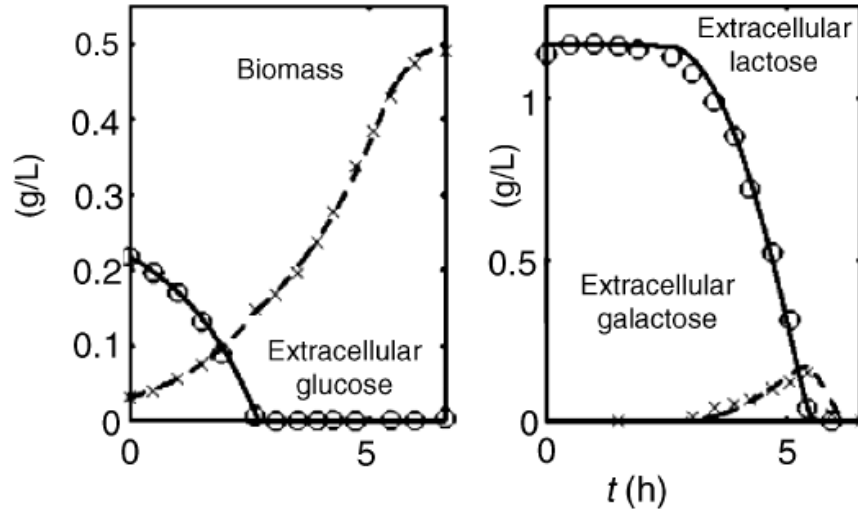 0.5
0.4
0.3
0.2
0.1
0
(g/L)
Biomass
Extracellular
glucose
0
5
1
0.5
0
(g/L)
Extracellular
lactose
Extracellular
galactose
0
5
t (h)